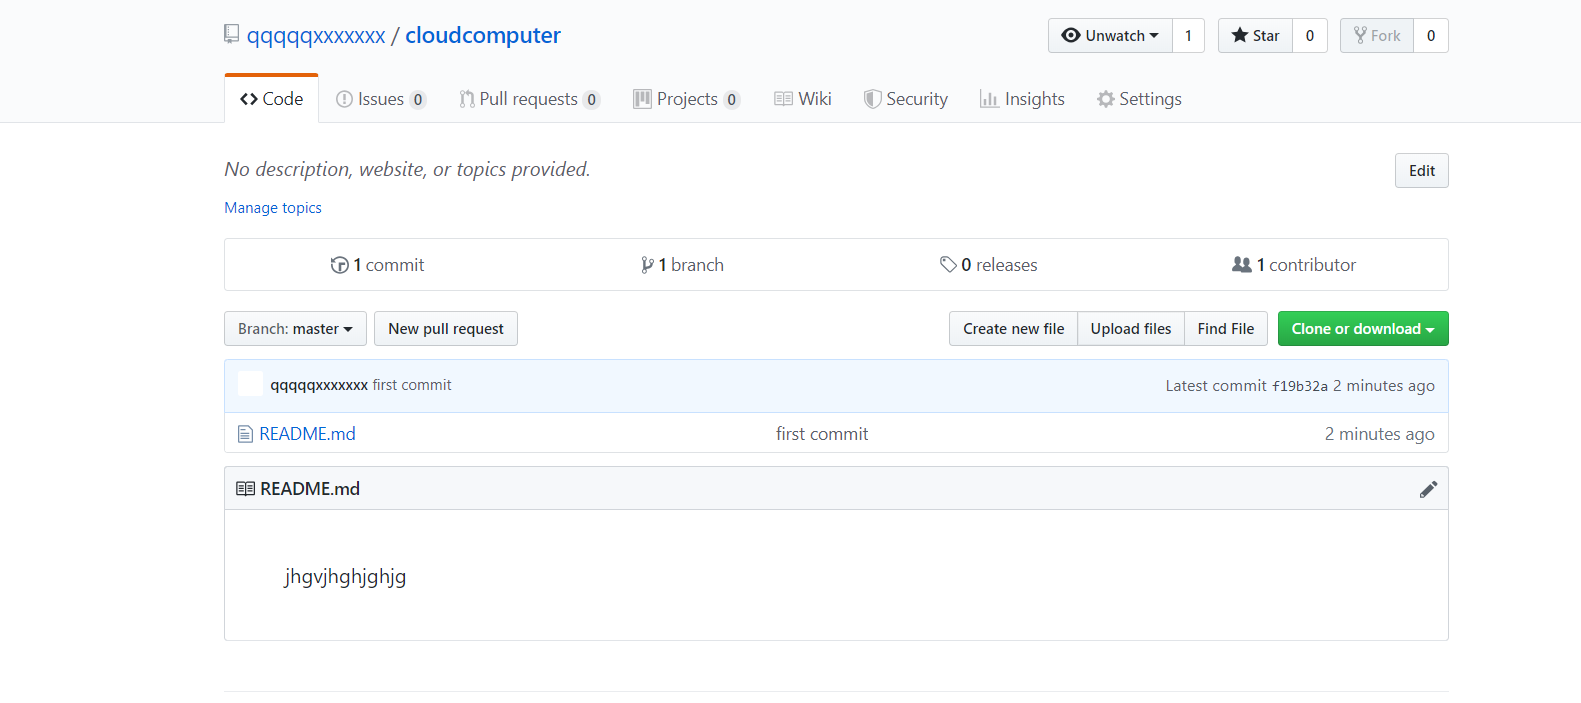 qqqqqxxxxxxx / cloudcomputer
Unwatch 1 Star 0 Fork 0
Code Issues 0 Pull requests 0 Projects 0 Wiki Security Insights Settings
No description, website, or topics provided.
Edit
Manage topics
1 commit 1 branch 0 releases 1 contributor
Branch: master New pull request Create new file Upload files Find File Clone or download
qqqqqxxxxxxx first commit Latest commit f19b32a 2 minutes ago
README.md first commit 2 minutes ago
README.md
jhgvjhghjghjg